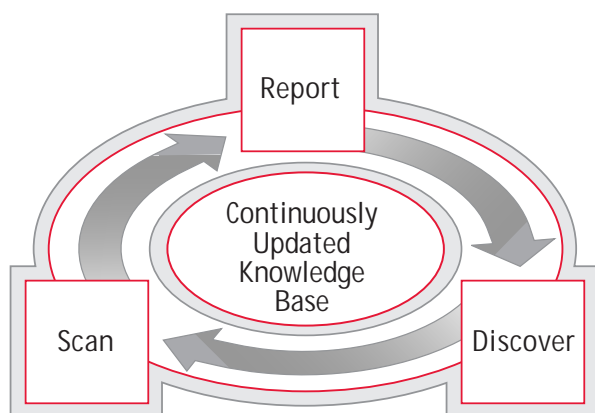 Report
Continuously
Updated
Knowledge
Base
Scan
Discover